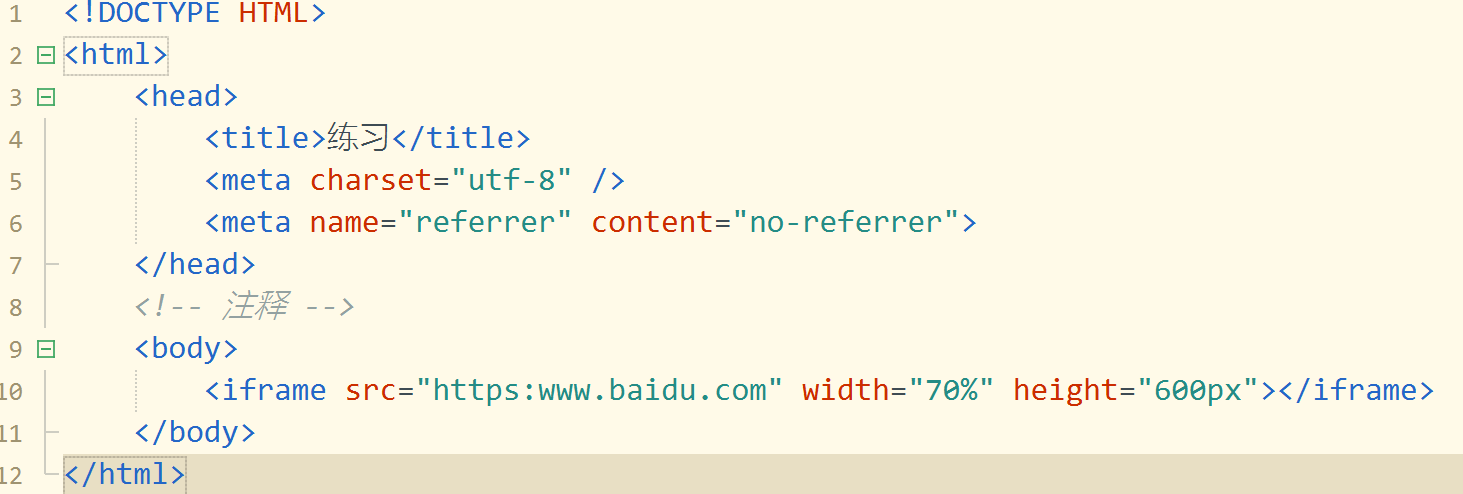 1 <!DOCTYPE HTML>
2 <html>
3 <head>
4 <title>练习</title>
5 <meta charset="utf-8" />
6 <meta name="referrer" content="no-referrer">
7 </head>
8 <!-- 注释 -->
9 <body>
10 <iframe src="https:www.baidu.com" width="70%" height="600px"></iframe>
11 </body>
12 </html>